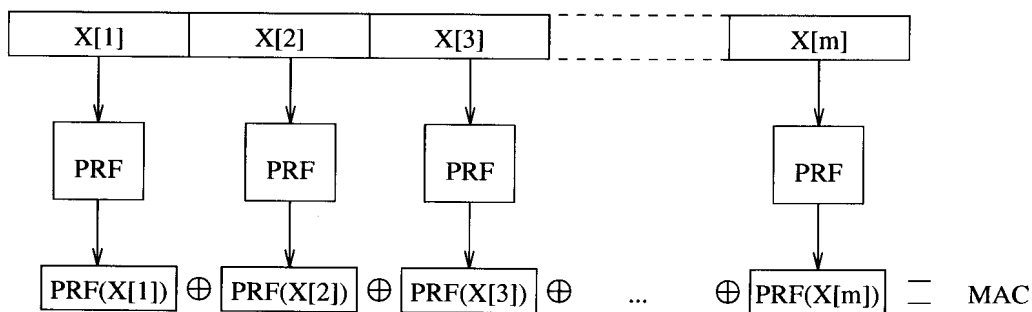 X[1] X[2] X[3] X[m]
PRF PRF PRF PRF
PRF(X[1]) ⊕ PRF(X[2]) ⊕ PRF(X[3]) ⊕ ... ⊕ PRF(X[m]) = MAC